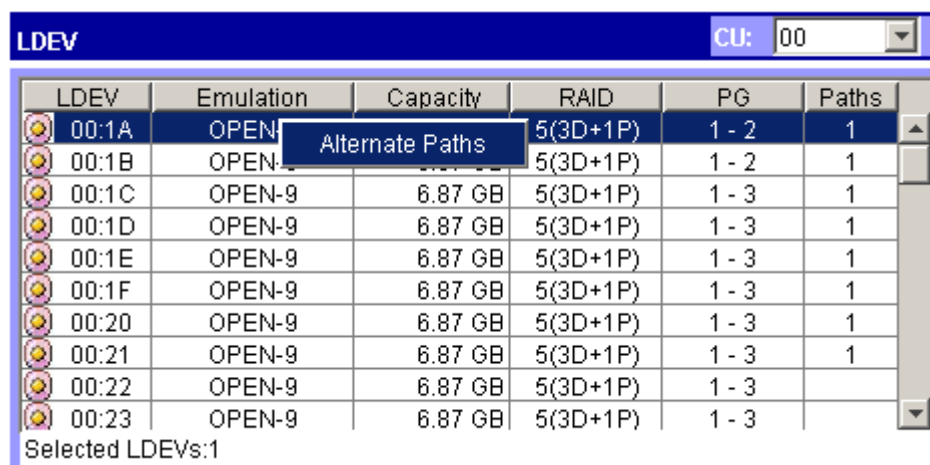 LDEV CU: 00
LDEV Emulation Capacity RAID PG Paths
00:1A OPEN- Alternate Paths 5(3D+1P) 1 - 2 1
00:1B OPEN- 5(3D+1P) 1 - 2 1
00:1C OPEN-9 6.87 GB 5(3D+1P) 1 - 3 1
00:1D OPEN-9 6.87 GB 5(3D+1P) 1 - 3 1
00:1E OPEN-9 6.87 GB 5(3D+1P) 1 - 3 1
00:1F OPEN-9 6.87 GB 5(3D+1P) 1 - 3 1
00:20 OPEN-9 6.87 GB 5(3D+1P) 1 - 3 1
00:21 OPEN-9 6.87 GB 5(3D+1P) 1 - 3 1
00:22 OPEN-9 6.87 GB 5(3D+1P) 1 - 3
00:23 OPEN-9 6.87 GB 5(3D+1P) 1 - 3
Selected LDEVs:1